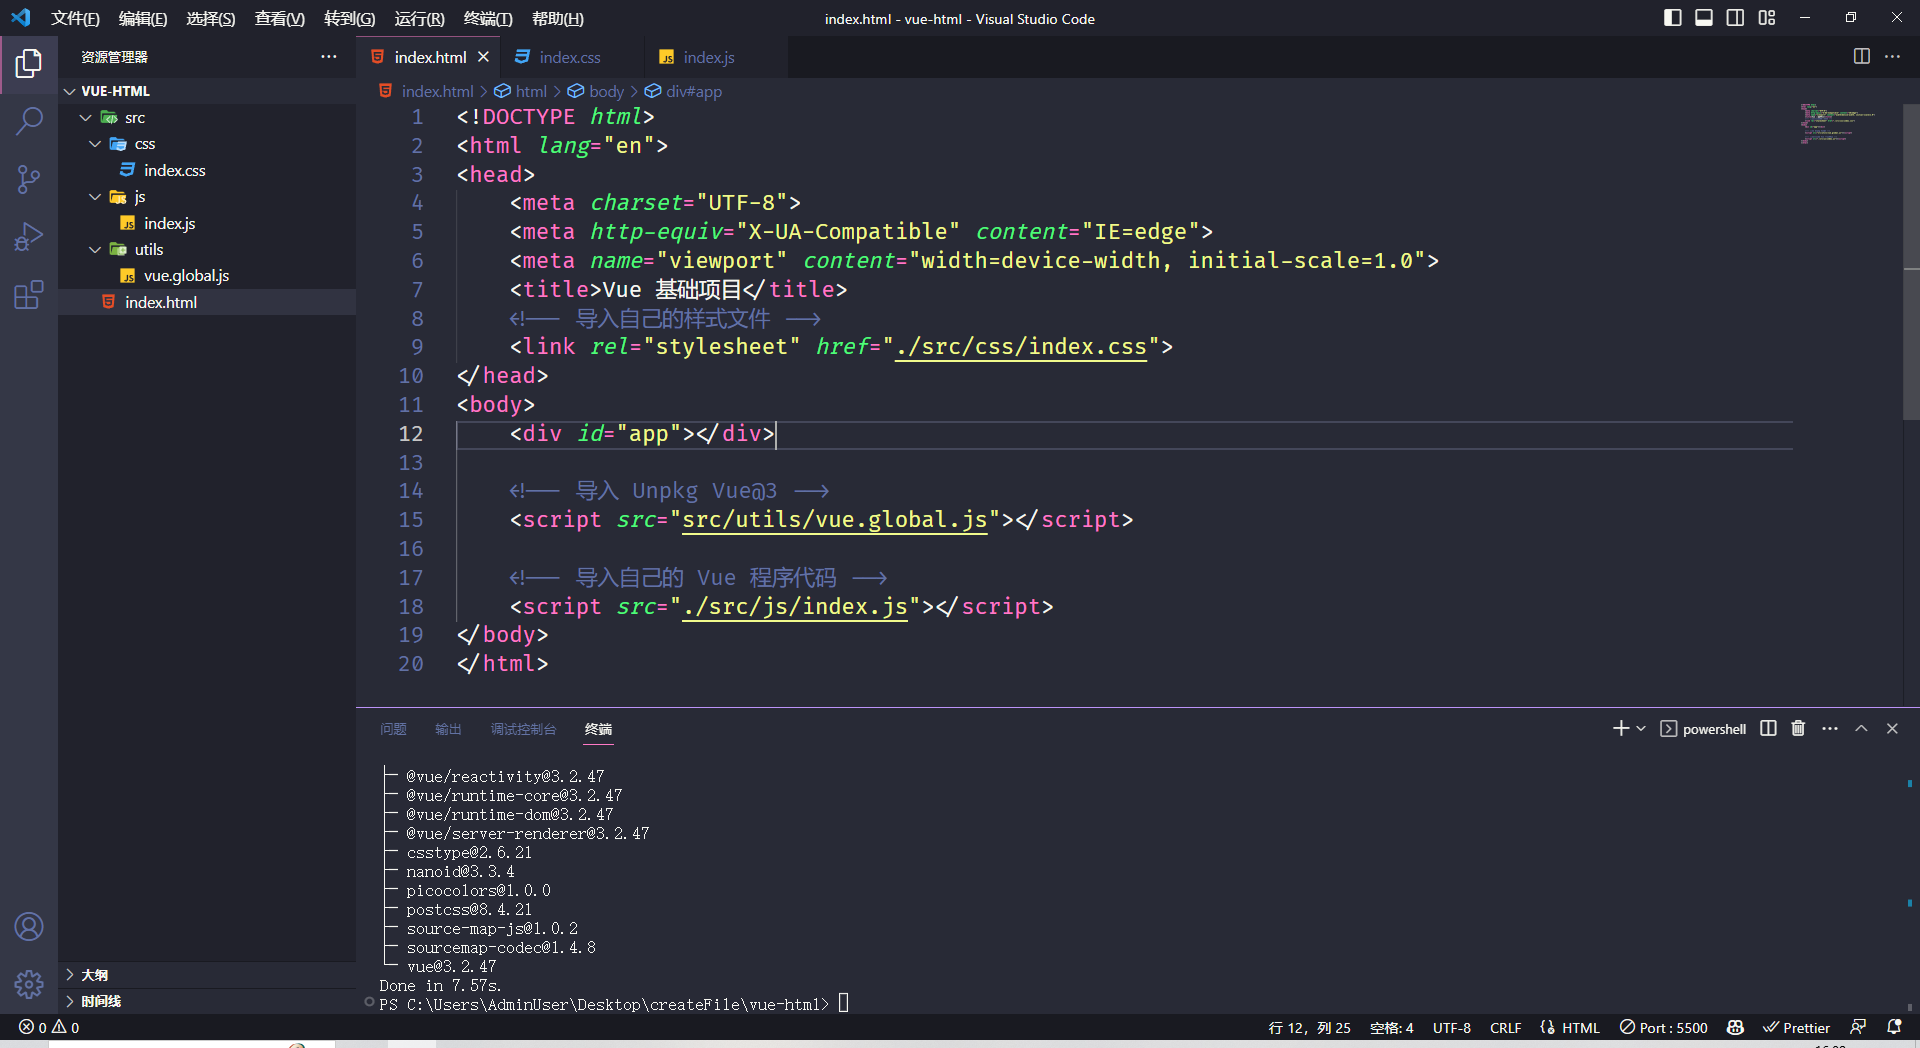 文件(F) 编辑(E) 选择(S) 查看(V) 转到(G) 运行(R) 终端(T) 帮助(H)
index.html - vue-html - Visual Studio Code
资源管理器
VUE-HTML
src
css
index.css
js
index.js
utils
vue.global.js
index.html
大纲
时间线
index.html index.css index.js
index.html > html > body > div#app
1 <!DOCTYPE html>
2 <html lang="en">
3 <head>
4 <meta charset="UTF-8">
5 <meta http-equiv="X-UA-Compatible" content="IE=edge">
6 <meta name="viewport" content="width=device-width, initial-scale=1.0">
7 <title>Vue 基础项目</title>
8 <!-- 导入自己的样式文件 -->
9 <link rel="stylesheet" href="./src/css/index.css">
10 </head>
11 <body>
12 <div id="app"></div>
13
14 <!-- 导入 Unpkg Vue@3 -->
15 <script src="src/utils/vue.global.js"></script>
16
17 <!-- 导入自己的 Vue 程序代码 -->
18 <script src="./src/js/index.js"></script>
19 </body>
20 </html>
问题 输出 调试控制台 终端
powershell
├─ @vue/reactivity@3.2.47
├─ @vue/runtime-core@3.2.47
├─ @vue/runtime-dom@3.2.47
├─ @vue/server-renderer@3.2.47
├─ csstype@2.6.21
├─ nanoid@3.3.4
├─ picocolors@1.0.0
├─ postcss@8.4.21
├─ source-map-js@1.0.2
├─ sourcemap-codec@1.4.8
└─ vue@3.2.47
Done in 7.57s.
PS C:\Users\AdminUser\Desktop\createFile\vue-html>
0 0
行 12，列 25 空格: 4 UTF-8 CRLF HTML Port : 5500 Prettier